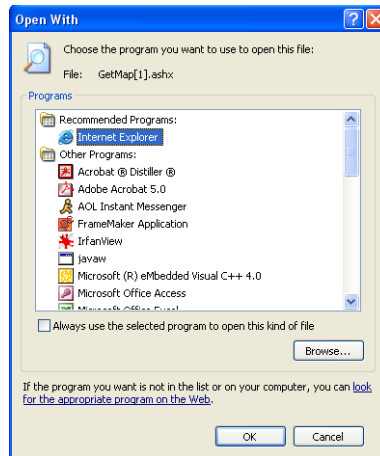 Open With
Choose the program you want to use to open this file:
File: GetMap[1].ashx
Programs
Recommended Programs:
Internet Explorer
Other Programs:
Acrobat ® Distiller ®
Adobe Acrobat 5.0
AOL Instant Messenger
FrameMaker Application
IrfanView
javaw
Microsoft (R) eMbedded Visual C++ 4.0
Microsoft Office Access
Microsoft Office Excel
Always use the selected program to open this kind of file
Browse...
If the program you want is not in the list or on your computer, you can look
for the appropriate program on the Web.
OK Cancel